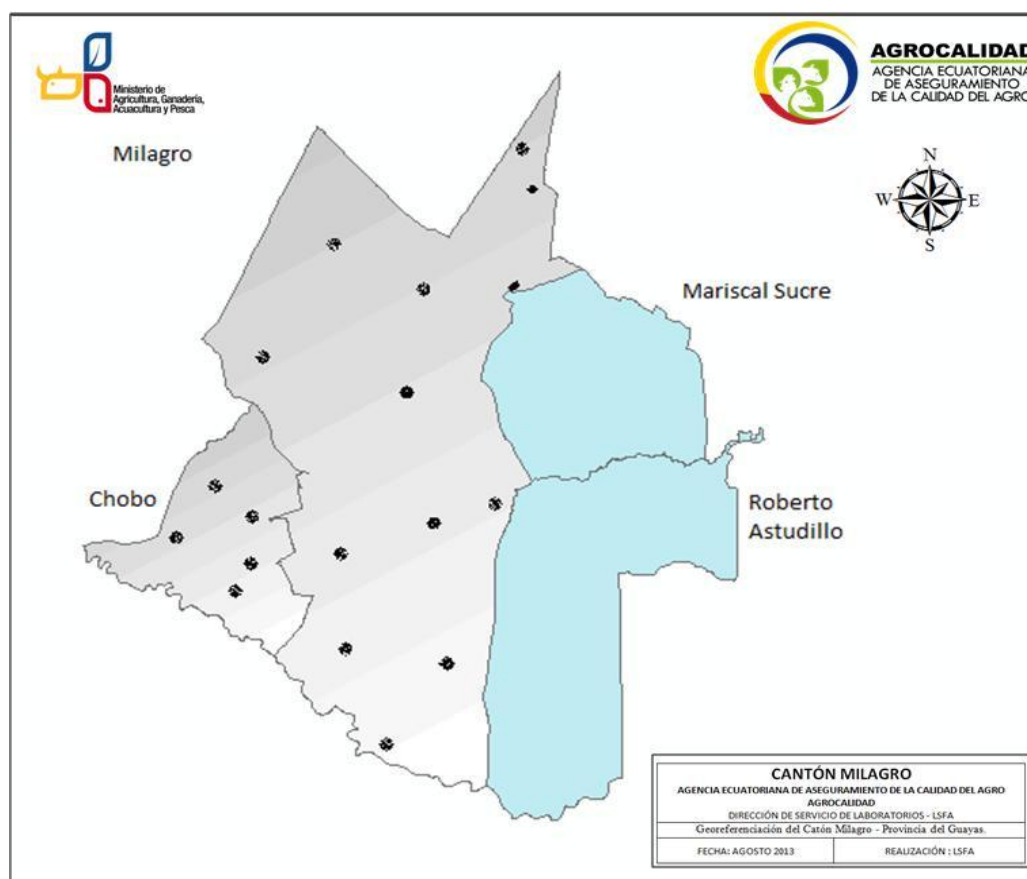 Ministerio de
Agricultura, Ganadería,
Acuacultura y Pesca
AGROCALIDAD
AGENCIA ECUATORIANA
DE ASEGURAMIENTO
DE LA CALIDAD DEL AGRO
Milagro
N
W
E
S
Mariscal Sucre
Chobo
Roberto
Astudillo
CANTÓN MILAGRO
AGENCIA ECUATORIANA DE ASEGURAMIENTO DE LA CALIDAD DEL AGRO
AGROCALIDAD
DIRECCIÓN DE SERVICIO DE LABORATORIOS - LSFA
Georeferenciación del Catón Milagro - Provincia del Guayas.
FECHA: AGOSTO 2013
REALIZACIÓN : LSFA